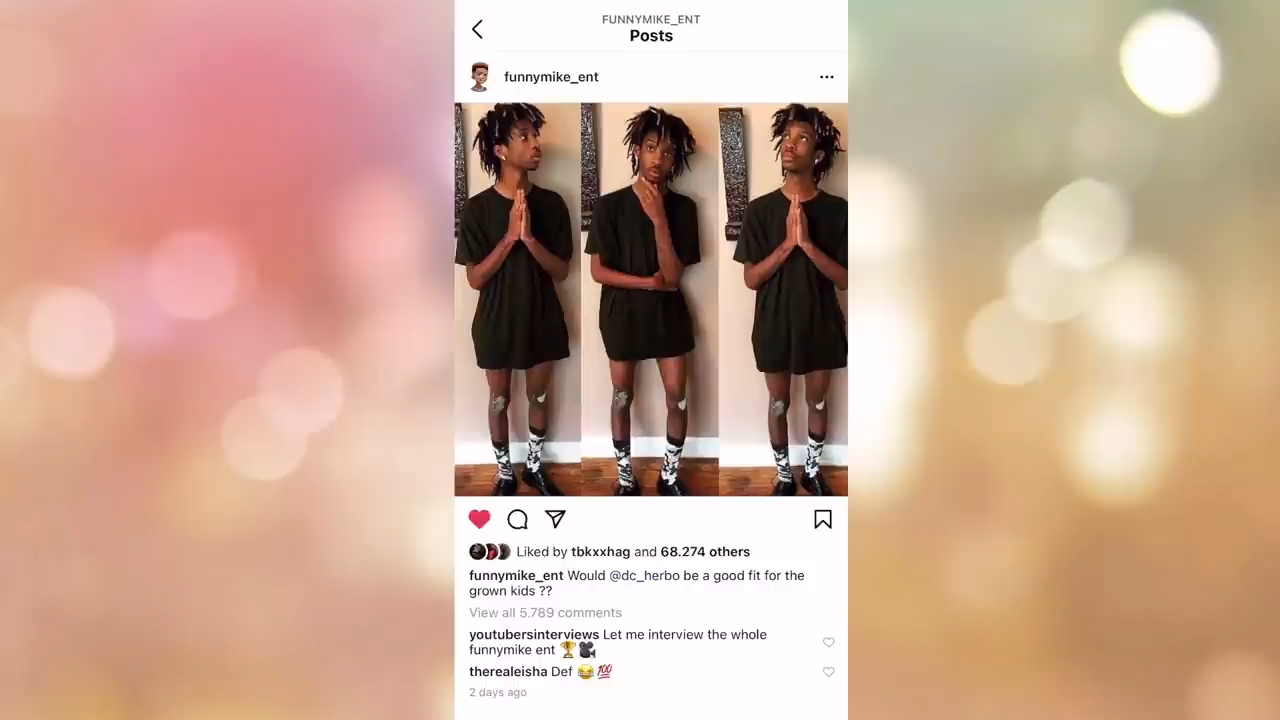 FUNNYMIKE_ENT
Posts
funnymike_ent
Liked by tbkxxhag and 68.274 others
funnymike_ent Would @dc_herbo be a good fit for the
grown kids ??
View all 5.789 comments
youtubersinterviews Let me interview the whole
funnymike ent 🏆🎥
therealeisha Def 😂💯
2 days ago